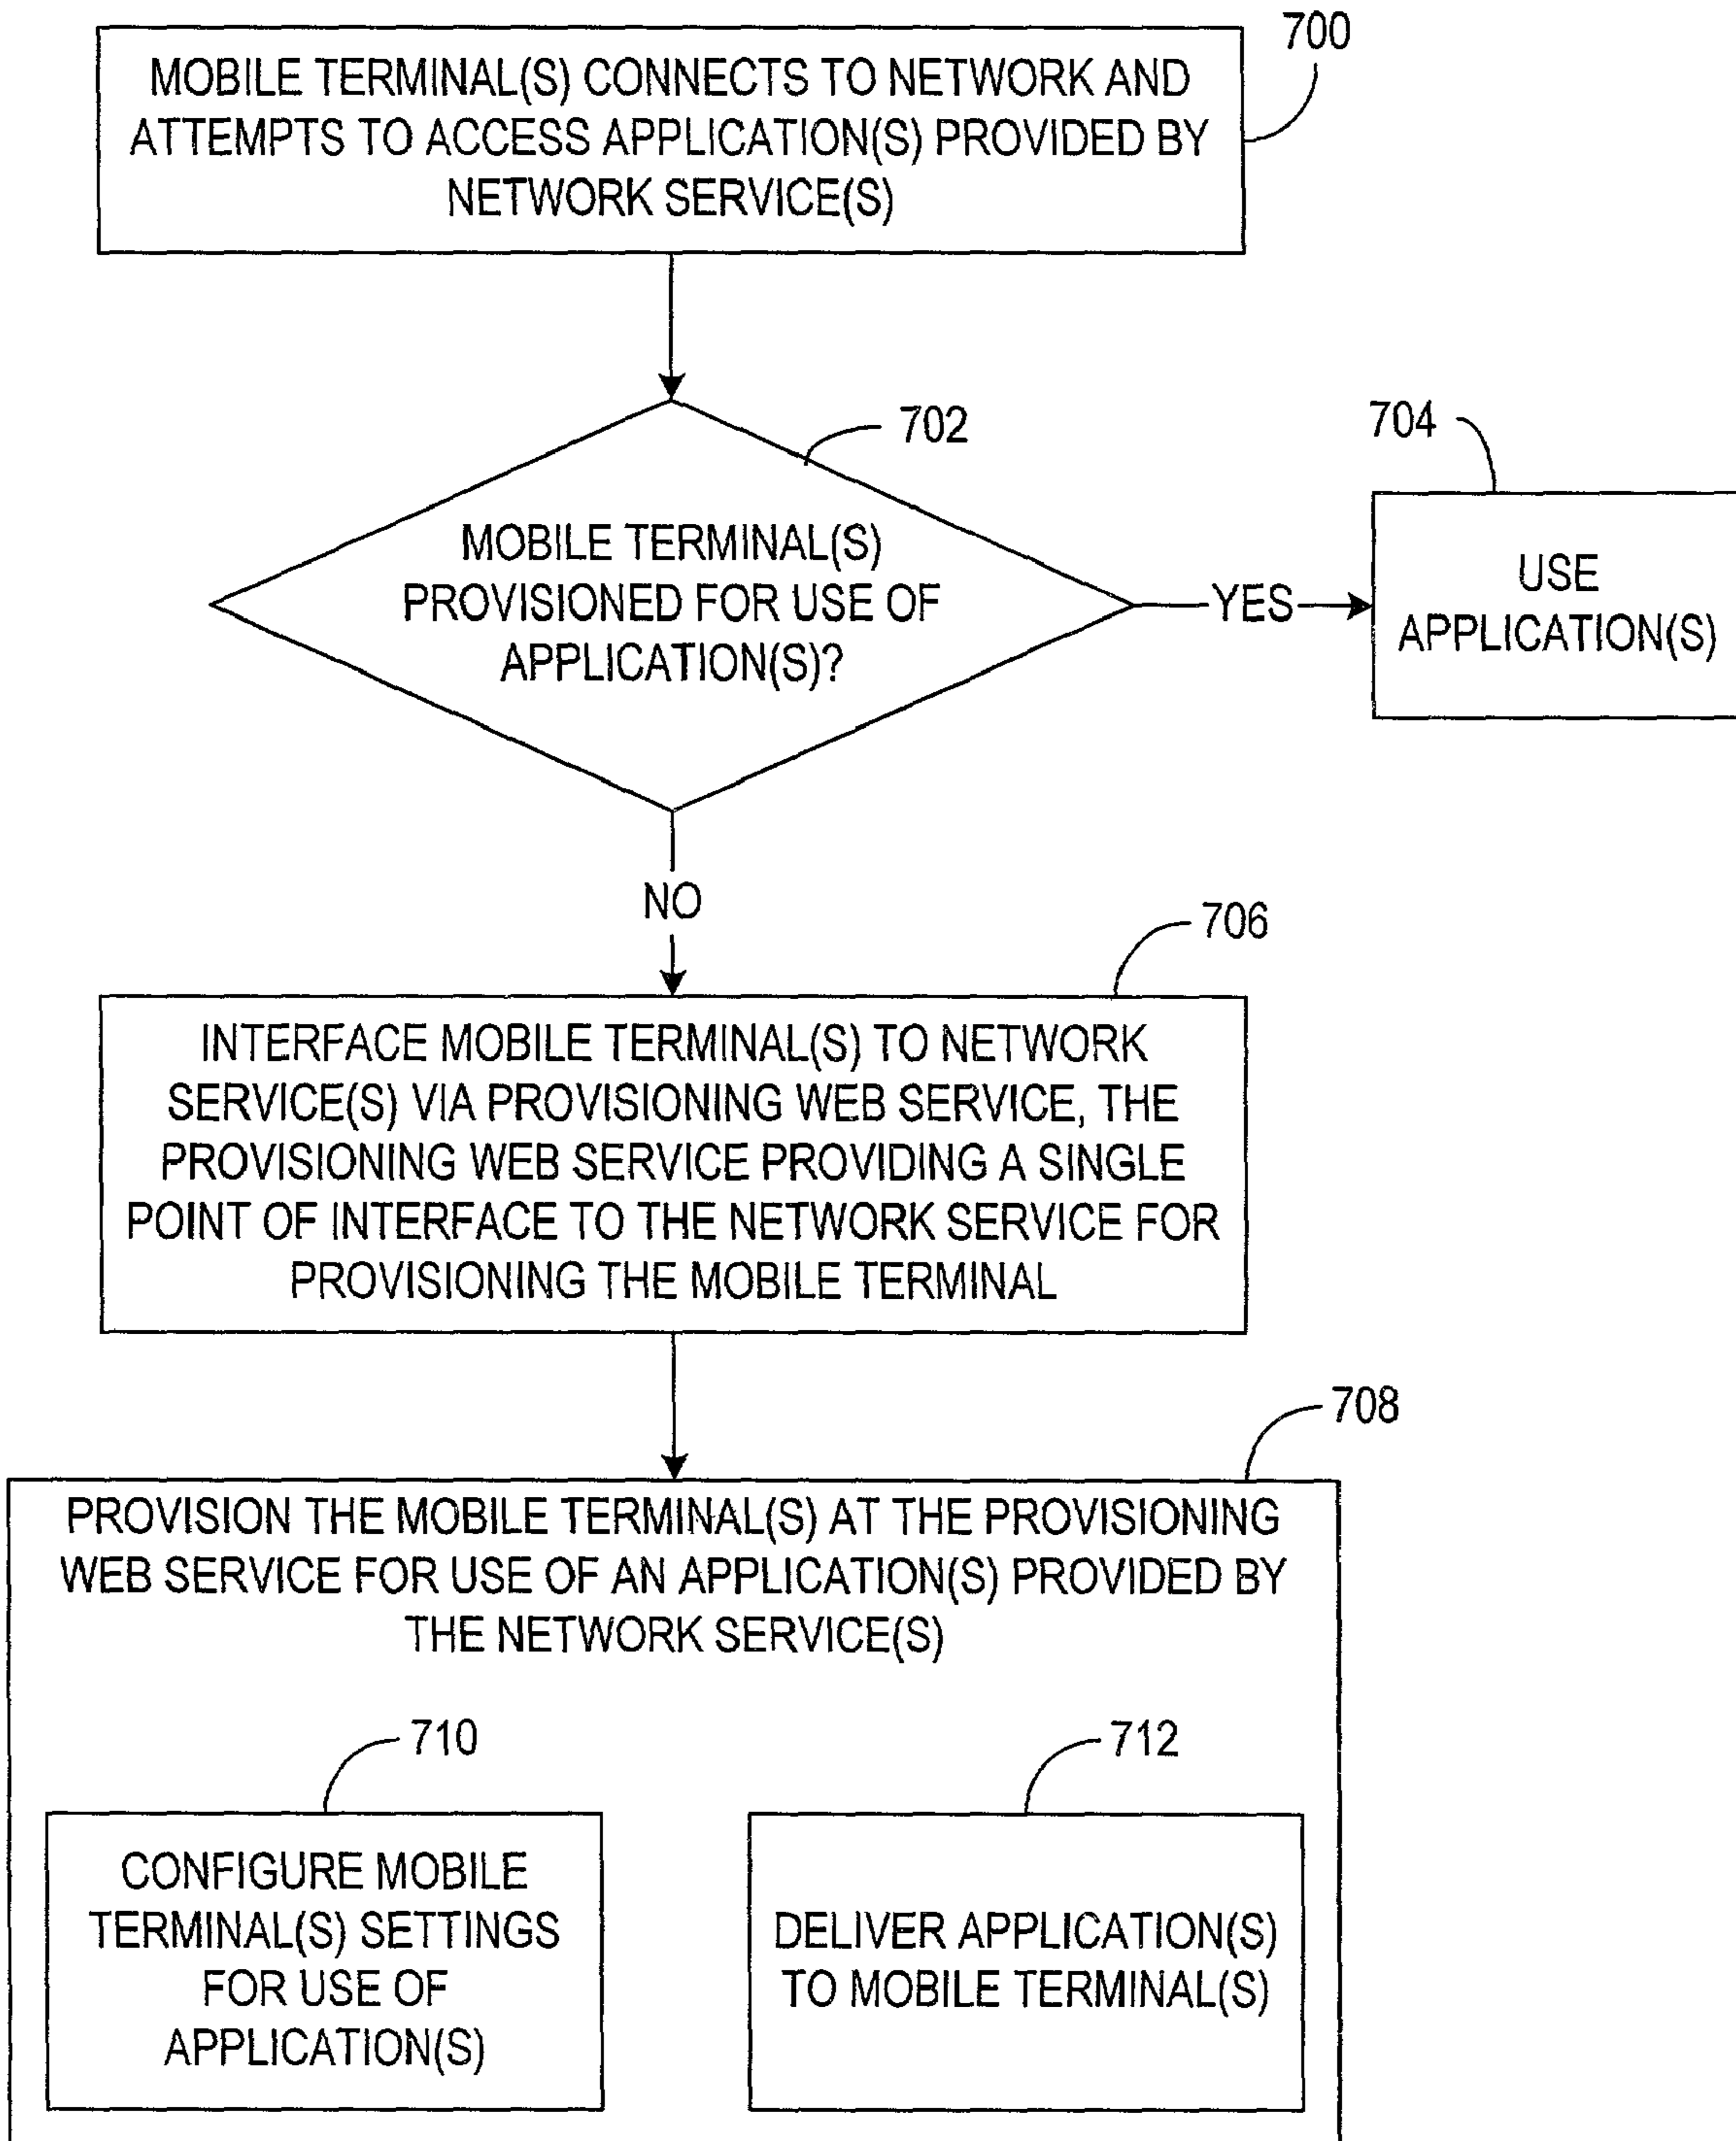 700
MOBILE TERMINAL(S) CONNECTS TO NETWORK AND
ATTEMPTS TO ACCESS APPLICATION(S) PROVIDED BY
NETWORK SERVICE(S)
702
MOBILE TERMINAL(S)
PROVISIONED FOR USE OF
APPLICATION(S)?
YES
704
USE
APPLICATION(S)
NO
706
INTERFACE MOBILE TERMINAL(S) TO NETWORK
SERVICE(S) VIA PROVISIONING WEB SERVICE, THE
PROVISIONING WEB SERVICE PROVIDING A SINGLE
POINT OF INTERFACE TO THE NETWORK SERVICE FOR
PROVISIONING THE MOBILE TERMINAL
708
PROVISION THE MOBILE TERMINAL(S) AT THE PROVISIONING
WEB SERVICE FOR USE OF AN APPLICATION(S) PROVIDED BY
THE NETWORK SERVICE(S)
710
CONFIGURE MOBILE
TERMINAL(S) SETTINGS
FOR USE OF
APPLICATION(S)
712
DELIVER APPLICATION(S)
TO MOBILE TERMINAL(S)